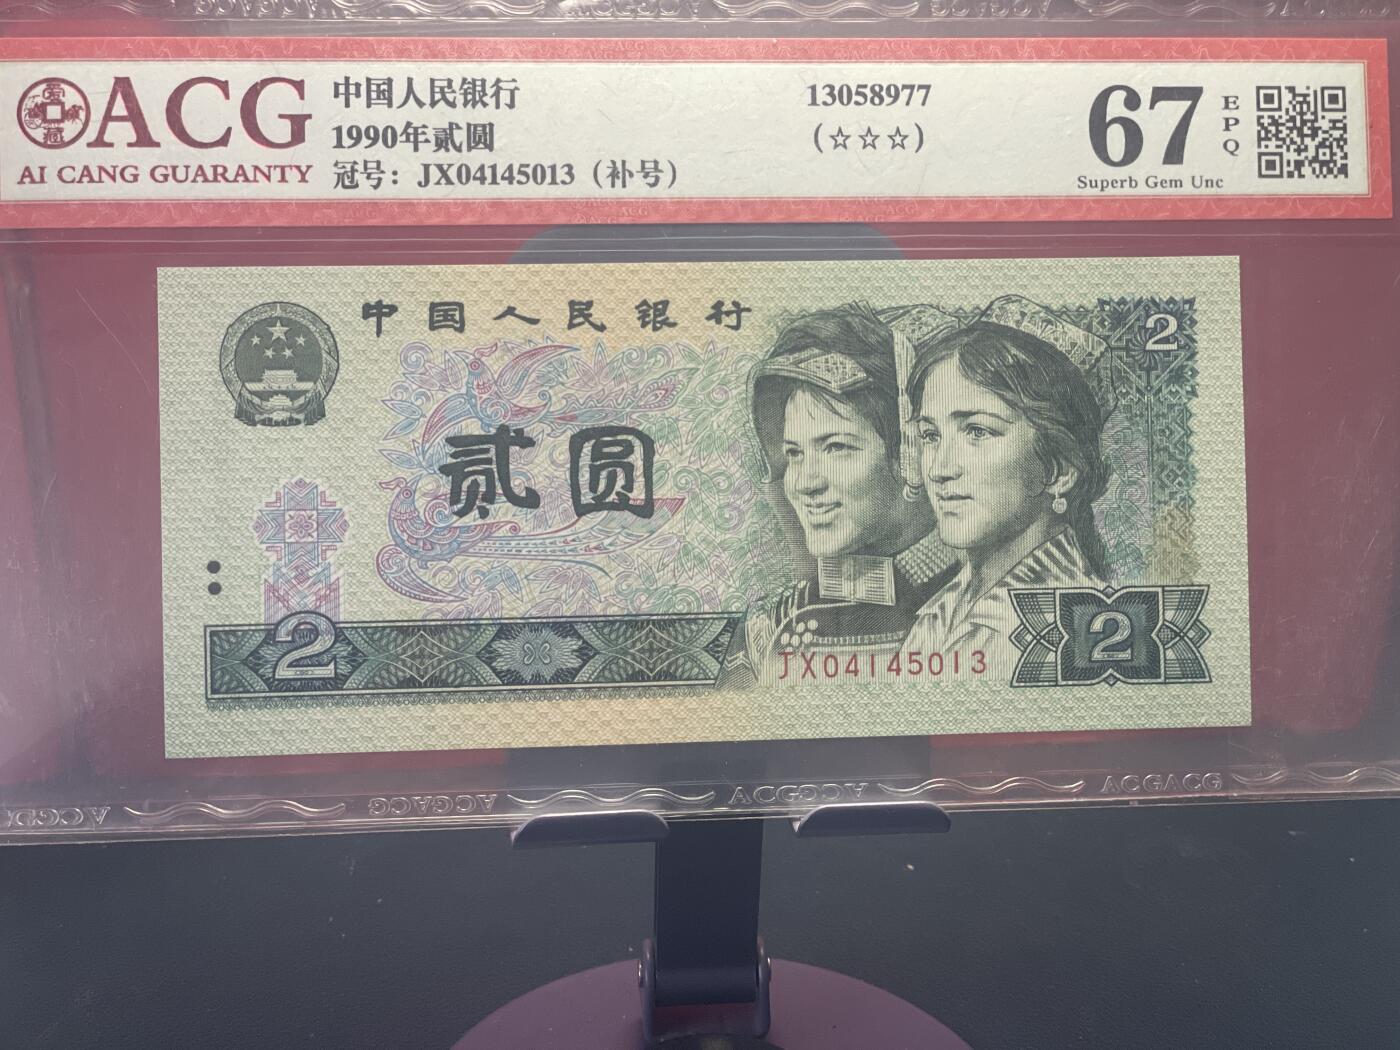 ACG
AI CANG GUARANTY
中国人民银行
1990年贰圆
冠号：JX04145013（补号）
13058977
(☆☆☆)
67
EPQ
Superb Gem Unc
中国人民银行
2
贰圆
2
JX04145013
2
ACGACG